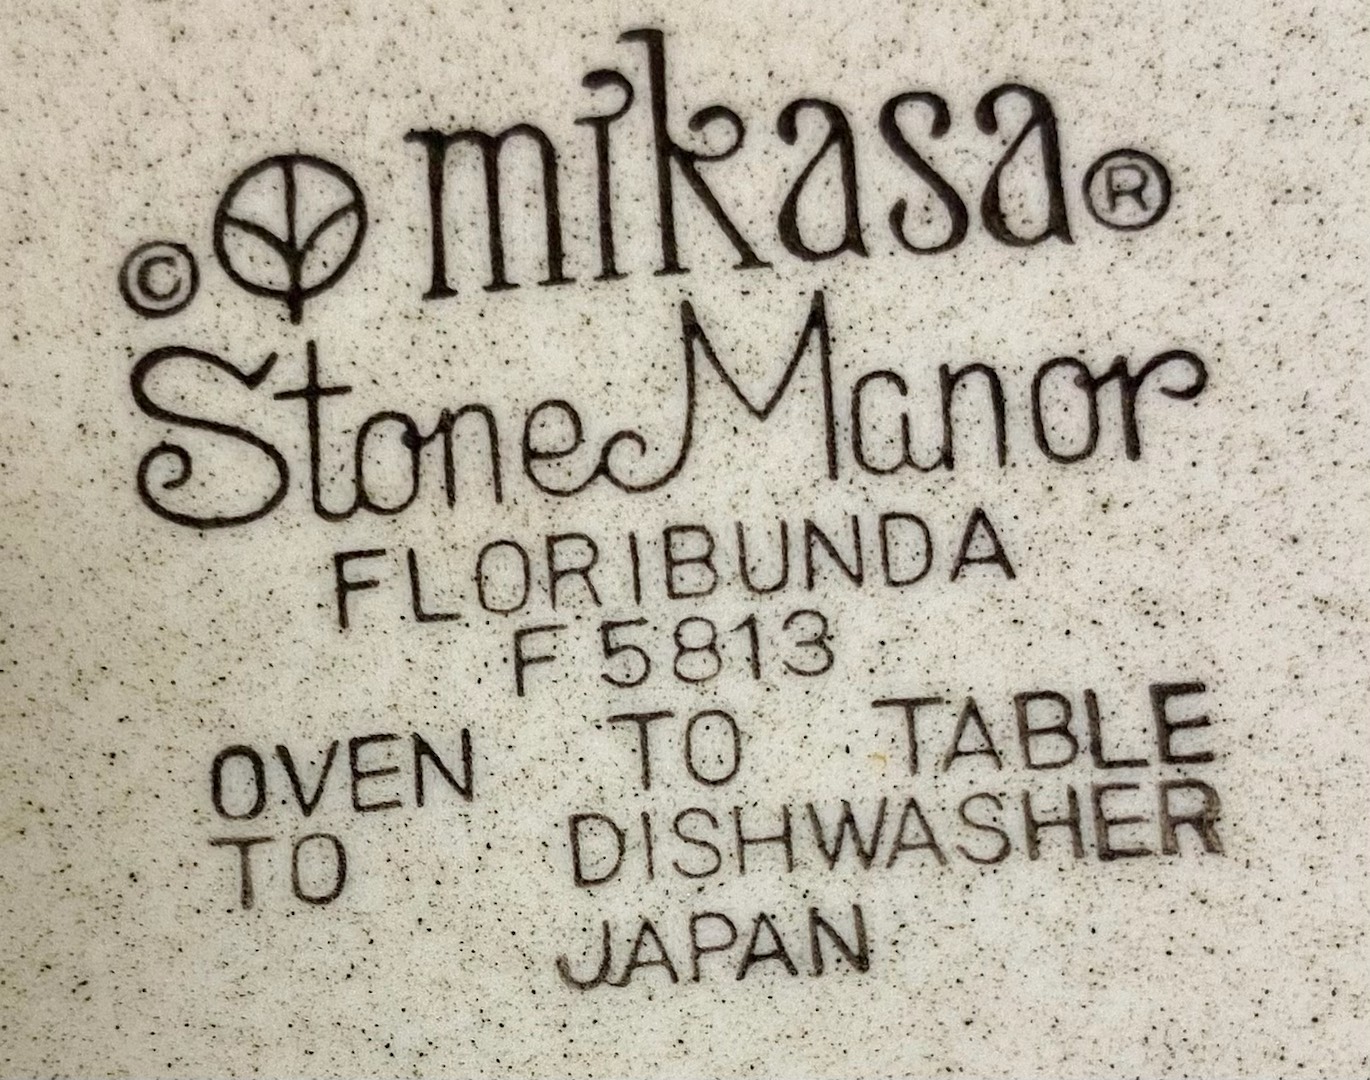 © mikasa ®
Stone Manor
FLORIBUNDA
F 5813
OVEN TO TABLE
TO DISHWASHER
JAPAN